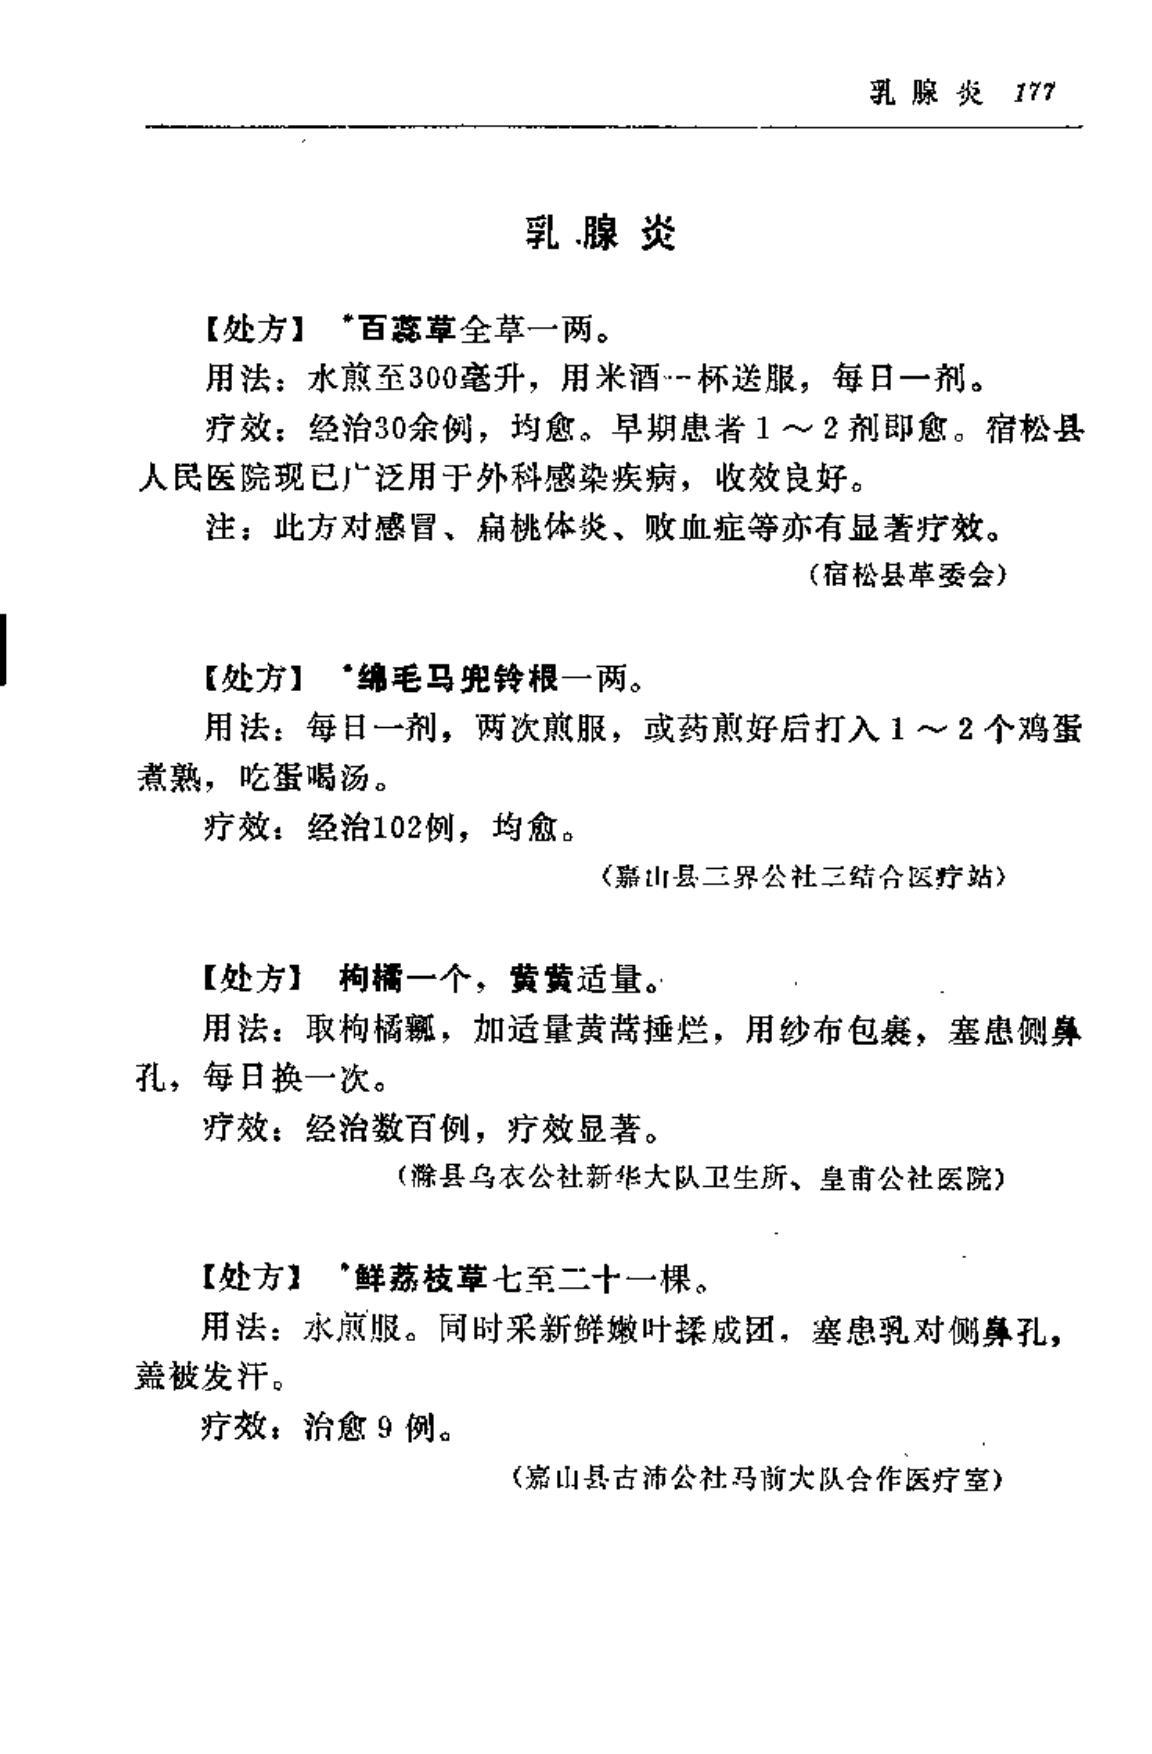 乳腺炎 177
乳腺炎
【处方】 *百蕊草全草一两。
用法：水煎至300毫升，用米酒一杯送服，每日一剂。
疗效：经治30余例，均愈。早期患者1～2剂即愈。宿松县
人民医院现已广泛用于外科感染疾病，收效良好。
注：此方对感冒、扁桃体炎、败血症等亦有显著疗效。
（宿松县革委会）
【处方】 *绵毛马兜铃根一两。
用法：每日一剂，两次煎服，或药煎好后打入1～2个鸡蛋
煮熟，吃蛋喝汤。
疗效：经治102例，均愈。
（嘉山县三界公社三结合医疗站）
【处方】 枸橘一个，黄黄适量。
用法：取枸橘瓤，加适量黄蒿捶烂，用纱布包裹，塞患侧鼻
孔，每日换一次。
疗效：经治数百例，疗效显著。
（滁县乌衣公社新华大队卫生所、皇甫公社医院）
【处方】 *鲜荔枝草七至二十一棵。
用法：水煎服。同时采新鲜嫩叶揉成团，塞患乳对侧鼻孔，
盖被发汗。
疗效：治愈9例。
（嘉山县古沛公社马前大队合作医疗室）